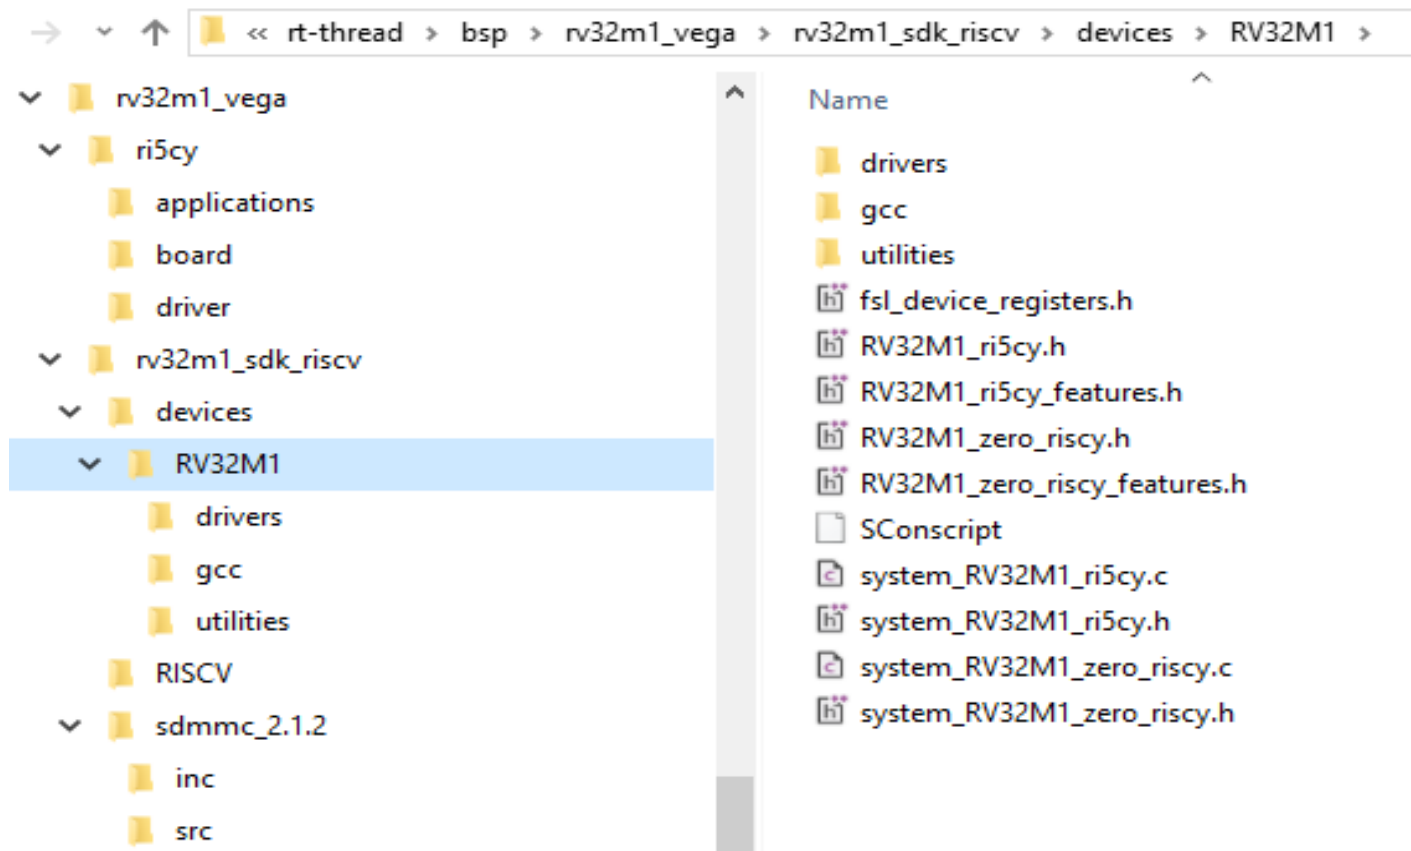 « rt-thread > bsp > rv32m1_vega > rv32m1_sdk_riscv > devices > RV32M1 >
rv32m1_vega
ri5cy
applications
board
driver
rv32m1_sdk_riscv
devices
RV32M1
drivers
gcc
utilities
RISCV
sdmmc_2.1.2
inc
src
Name
drivers
gcc
utilities
fsl_device_registers.h
RV32M1_ri5cy.h
RV32M1_ri5cy_features.h
RV32M1_zero_riscy.h
RV32M1_zero_riscy_features.h
SConscript
system_RV32M1_ri5cy.c
system_RV32M1_ri5cy.h
system_RV32M1_zero_riscy.c
system_RV32M1_zero_riscy.h